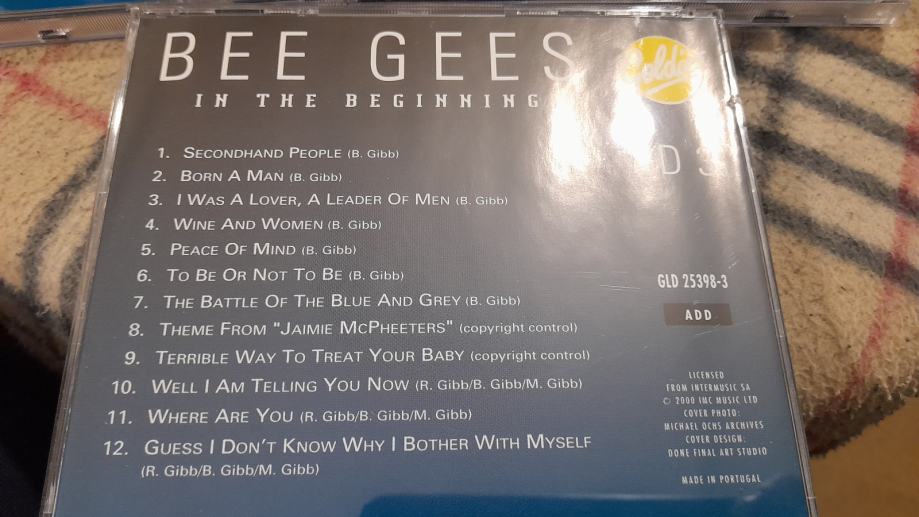 BEE GEES
IN THE BEGINNING
1. SECONDHAND PEOPLE (B. Gibb)
2. BORN A MAN (B. Gibb)
3. I WAS A LOVER, A LEADER OF MEN (B. Gibb)
4. WINE AND WOMEN (B. Gibb)
5. PEACE OF MIND (B. Gibb)
6. TO BE OR NOT TO BE (B. Gibb)
7. THE BATTLE OF THE BLUE AND GREY (B. Gibb)
8. THEME FROM "JAIMIE MCPHEETERS" (copyright control)
9. TERRIBLE WAY TO TREAT YOUR BABY (copyright control)
10. WELL I AM TELLING YOU NOW (R. Gibb/B. Gibb/M. Gibb)
11. WHERE ARE YOU (R. Gibb/B. Gibb/M. Gibb)
12. GUESS I DON'T KNOW WHY I BOTHER WITH MYSELF
(R. Gibb/B. Gibb/M. Gibb)
D 3
GLD 25398-3
ADD
LICENSED
FROM INTERMUSIC SA
© 2000 IMC MUSIC LTD
COVER PHOTO:
MICHAEL OCHS ARCHIVES
COVER DESIGN:
DONE FINAL ART STUDIO
MADE IN PORTUGAL